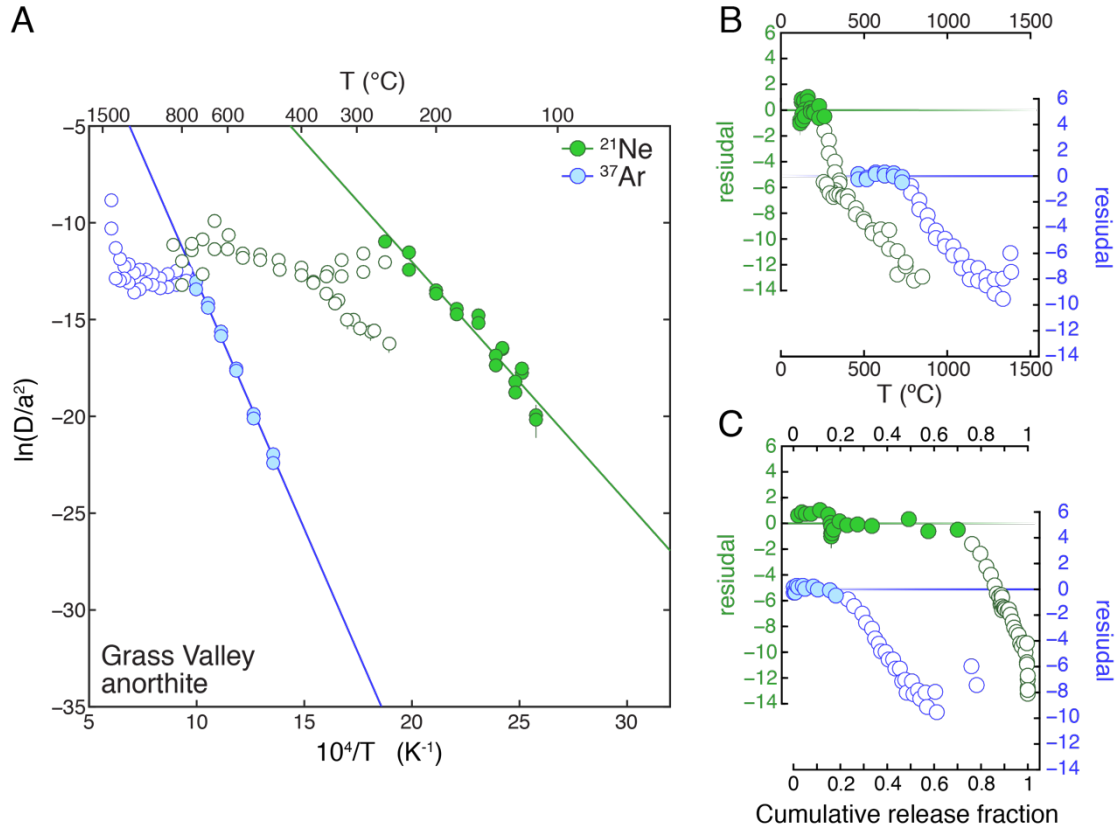 A
T (°C)
1500 800 600 400 300 200 100
−5
−10
−15
−20
−25
−30
−35
ln(D/a²)
²¹Ne
³⁷Ar
Grass Valley
anorthite
5 10 15 20 25 30
10⁴/T (K⁻¹)
B
0 500 1000 1500
6
4
2
0
−2
−4
−6
−8
−10
−12
−14
resiudal
6
4
2
0
−2
−4
−6
−8
−10
−12
−14
resiudal
0 500 1000 1500
T (ºC)
C
0 0.2 0.4 0.6 0.8 1
6
4
2
0
−2
−4
−6
−8
−10
−12
−14
resiudal
6
4
2
0
−2
−4
−6
−8
−10
−12
−14
resiudal
0 0.2 0.4 0.6 0.8 1
Cumulative release fraction